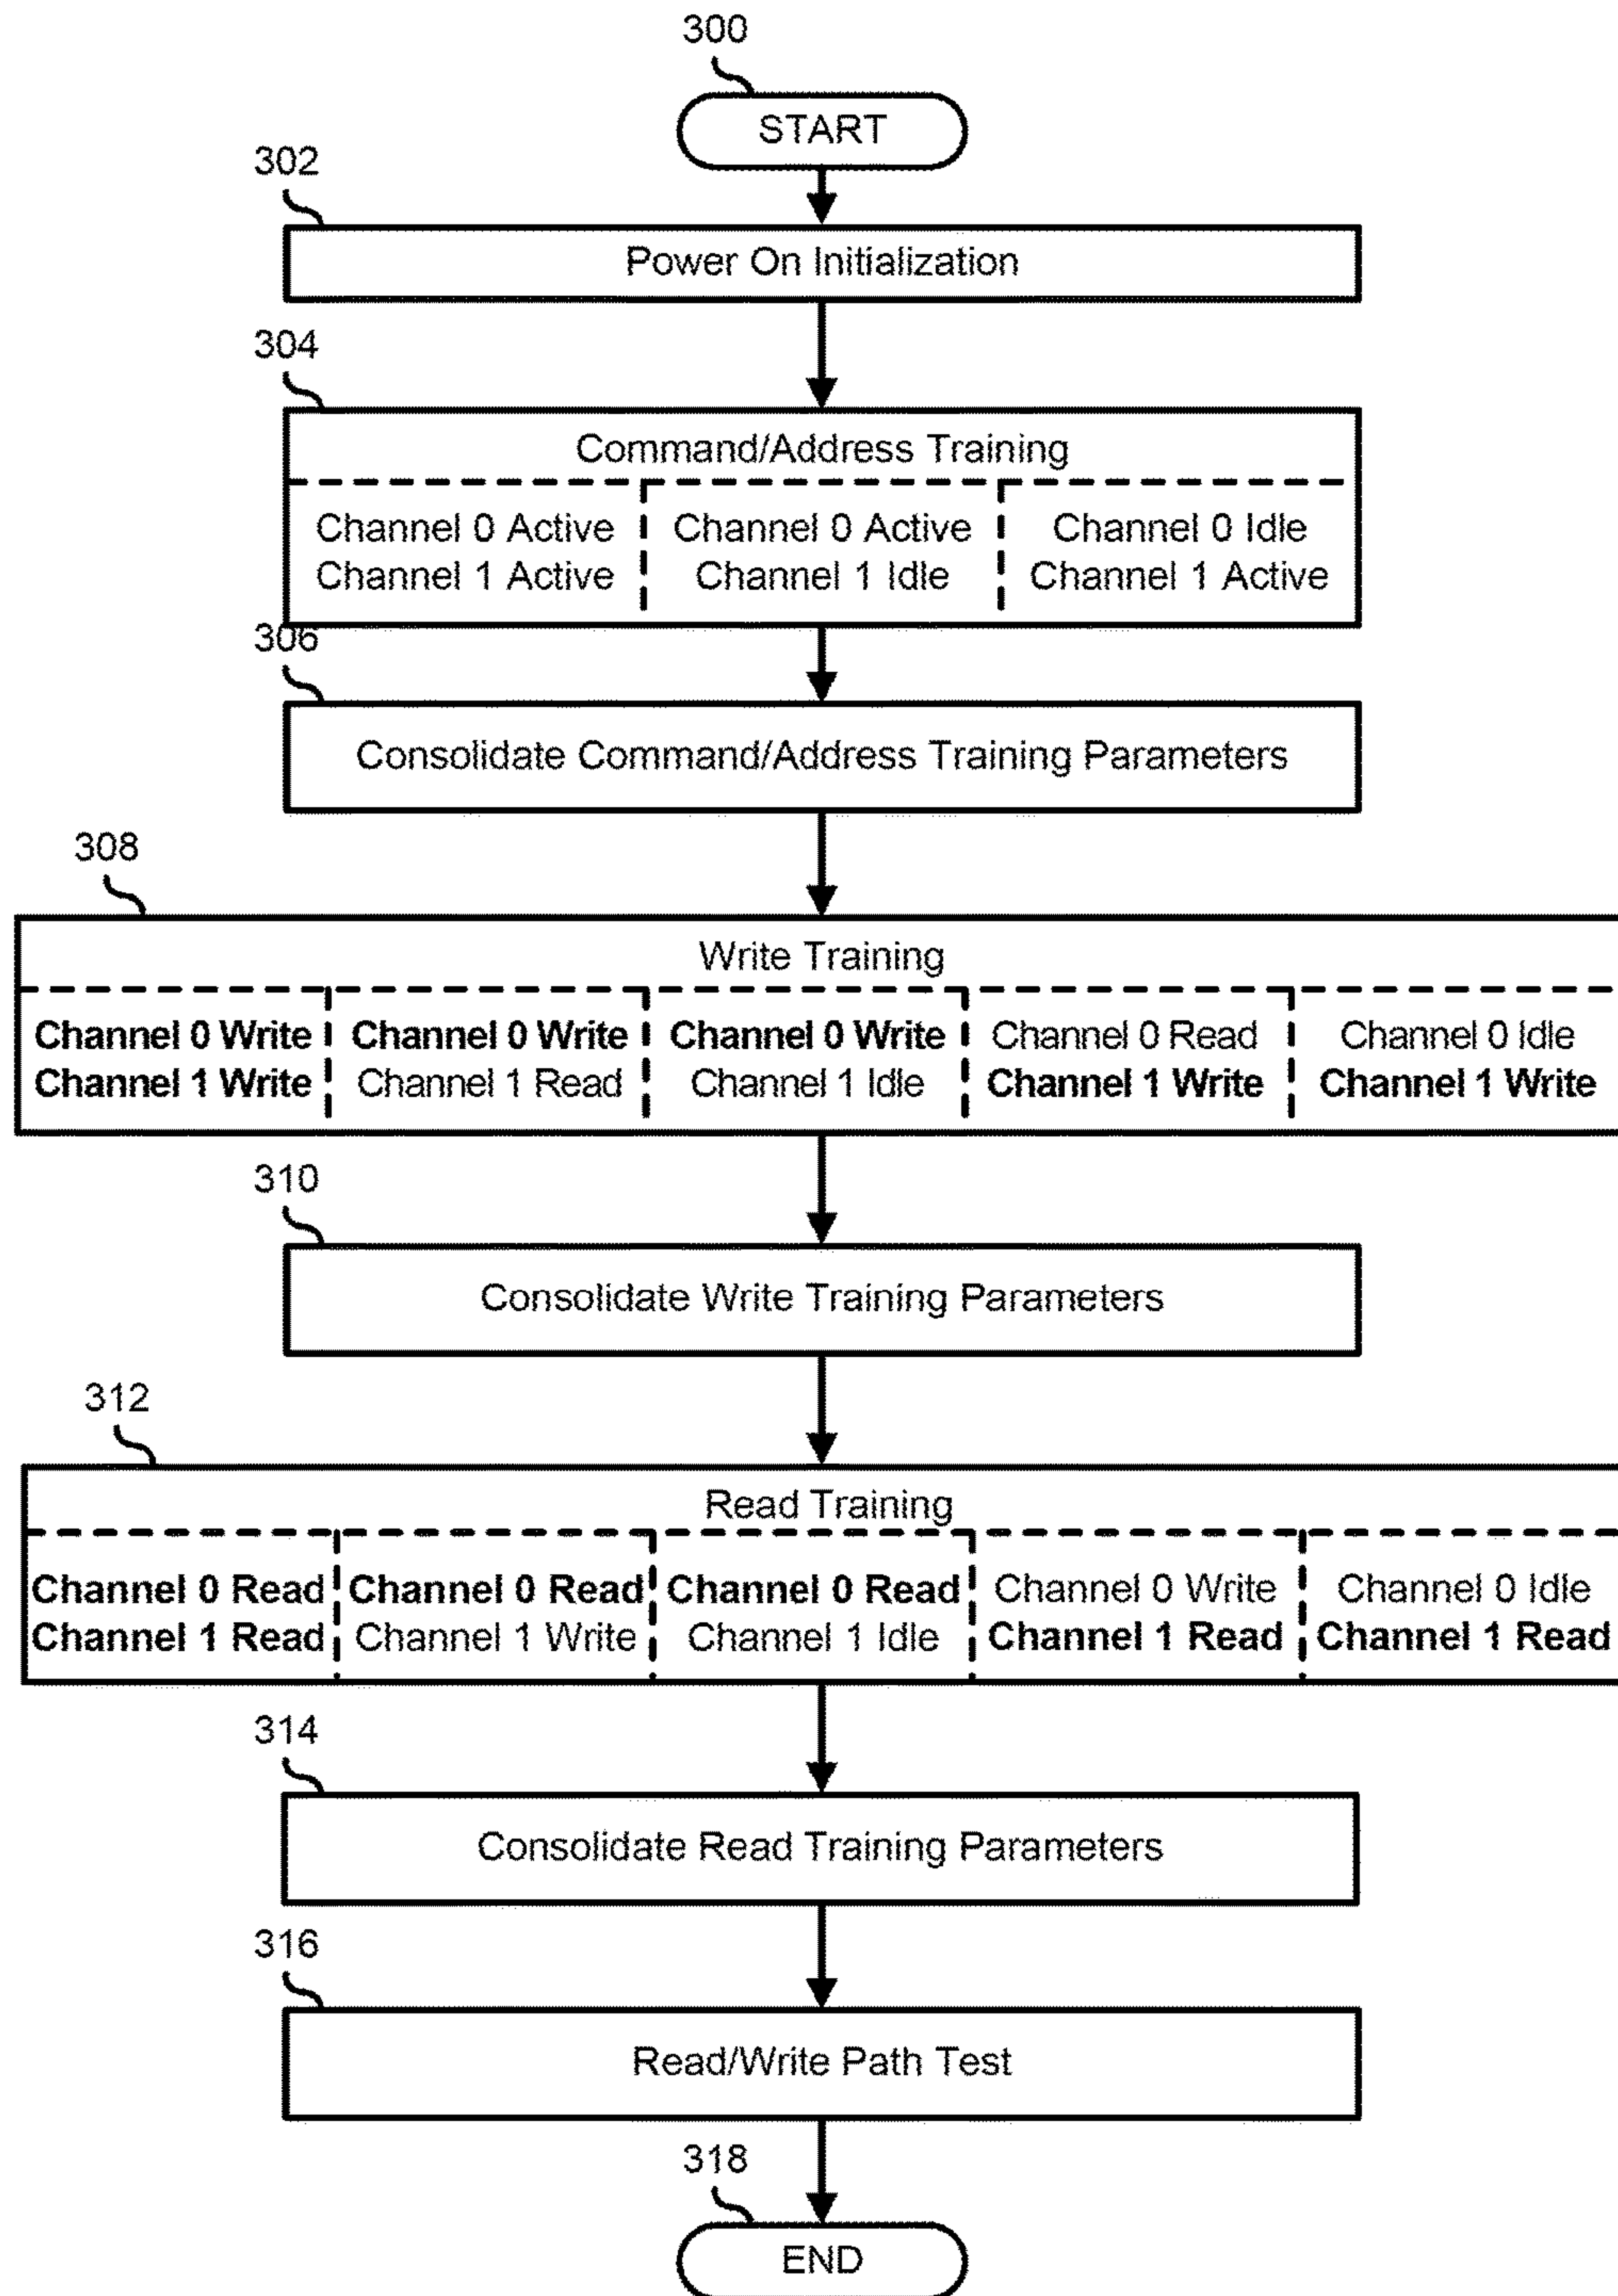 300
START
302
Power On Initialization
304
Command/Address Training
Channel 0 Active Channel 0 Active Channel 0 Idle
Channel 1 Active Channel 1 Idle Channel 1 Active
306
Consolidate Command/Address Training Parameters
308
Write Training
Channel 0 Write Channel 0 Write Channel 0 Write Channel 0 Read Channel 0 Idle
Channel 1 Write Channel 1 Read Channel 1 Idle Channel 1 Write Channel 1 Write
310
Consolidate Write Training Parameters
312
Read Training
Channel 0 Read Channel 0 Read Channel 0 Read Channel 0 Write Channel 0 Idle
Channel 1 Read Channel 1 Write Channel 1 Idle Channel 1 Read Channel 1 Read
314
Consolidate Read Training Parameters
316
Read/Write Path Test
318
END